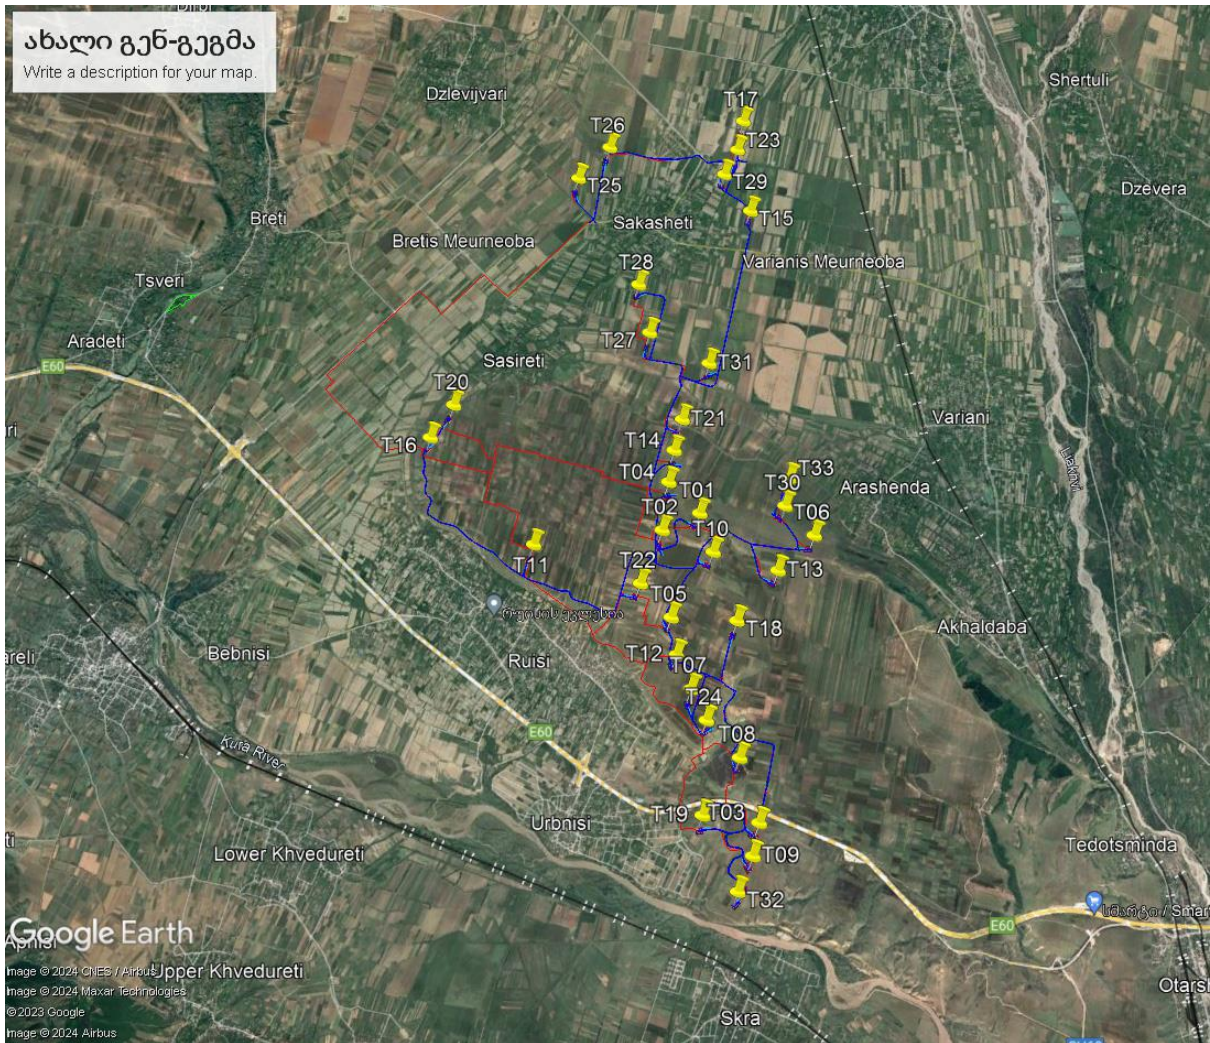 ახალი გენ-გეგმა
Write a description for your map.
Dzlevijvari
Shertuli
T17
T26
T23
T29
T25
Dzevera
T15
Breti
Sakasheti
Bretis Meurneoba
Varianis Meurneoba
T28
Tsveri
T27
Aradeti
Sasireti
T31
E60
T20
T21
Variani
T16
T14
T04
T33
T30
Arashenda
T01
T02
T06
T10
T11
T22
T13
T05
T18
Akhaldaba
Bebnisi
Ruisi
T12
T07
T24
E60
T08
Kura River
T19
T03
Urbnisi
Lower Khvedureti
T09
Tedotsminda
T32
სმარტი / Smar
E60
Google Earth
Upper Khvedureti
Image © 2024 CNES / Airbus
Image © 2024 Maxar Technologies
© 2023 Google
Image © 2024 Airbus
Skra